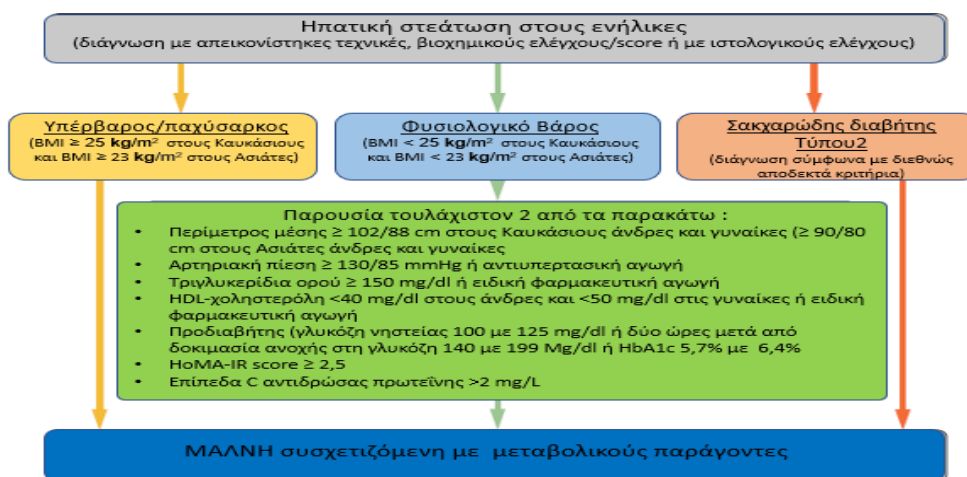 Ηπατική στεάτωση στους ενήλικες
(διάγνωση με απεικονίστηκες τεχνικές, βιοχημικούς ελέγχους/score ή με ιστολογικούς ελέγχους)
Υπέρβαρος/παχύσαρκος
(BMI ≥ 25 kg/m² στους Καυκάσιους
και BMI ≥ 23 kg/m² στους Ασιάτες)
Φυσιολογικό Βάρος
(BMI < 25 kg/m² στους Καυκάσιους
και BMI < 23 kg/m² στους Ασιάτες)
Σακχαρώδης διαβήτης
Τύπου2
(διάγνωση σύμφωνα με διεθνώς
αποδεκτά κριτήρια)
Παρουσία τουλάχιστον 2 από τα παρακάτω :
• Περίμετρος μέσης ≥ 102/88 cm στους Καυκάσιους άνδρες και γυναίκες (≥ 90/80
cm στους Ασιάτες άνδρες και γυναίκες
• Αρτηριακή πίεση ≥ 130/85 mmHg ή αντιυπερτασική αγωγή
• Τριγλυκερίδια ορού ≥ 150 mg/dl ή ειδική φαρμακευτική αγωγή
• HDL-χοληστερόλη <40 mg/dl στους άνδρες και <50 mg/dl στις γυναίκες ή ειδική
φαρμακευτική αγωγή
• Προδιαβήτης (γλυκόζη νηστείας 100 με 125 mg/dl ή δύο ώρες μετά από
δοκιμασία ανοχής στη γλυκόζη 140 με 199 Mg/dl ή HbA1c 5,7% με 6,4%
• HoMA-IR score ≥ 2,5
• Επίπεδα C αντιδρώσας πρωτεΐνης >2 mg/L
ΜΑΛΝΗ συσχετιζόμενη με μεταβολικούς παράγοντες